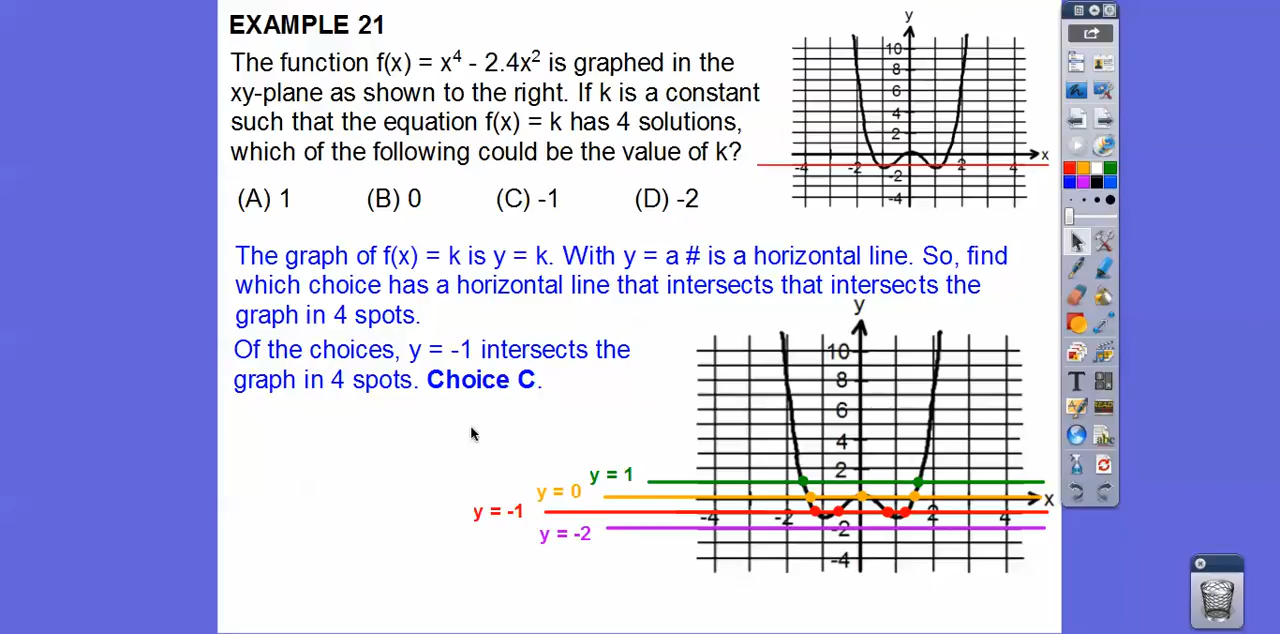 EXAMPLE 21
The function f(x) = x⁴ - 2.4x² is graphed in the
xy-plane as shown to the right. If k is a constant
such that the equation f(x) = k has 4 solutions,
which of the following could be the value of k?
(A) 1 (B) 0 (C) -1 (D) -2
y
10
8
6
4
2
x
-4 -2 2 4
-2
-4
The graph of f(x) = k is y = k. With y = a # is a horizontal line. So, find
which choice has a horizontal line that intersects that intersects the
graph in 4 spots.
Of the choices, y = -1 intersects the
graph in 4 spots. Choice C.
y
10
8
6
4
2
y = 1
y = 0
x
y = -1
-4 -2 2 4
y = -2
-2
-4
T
abc